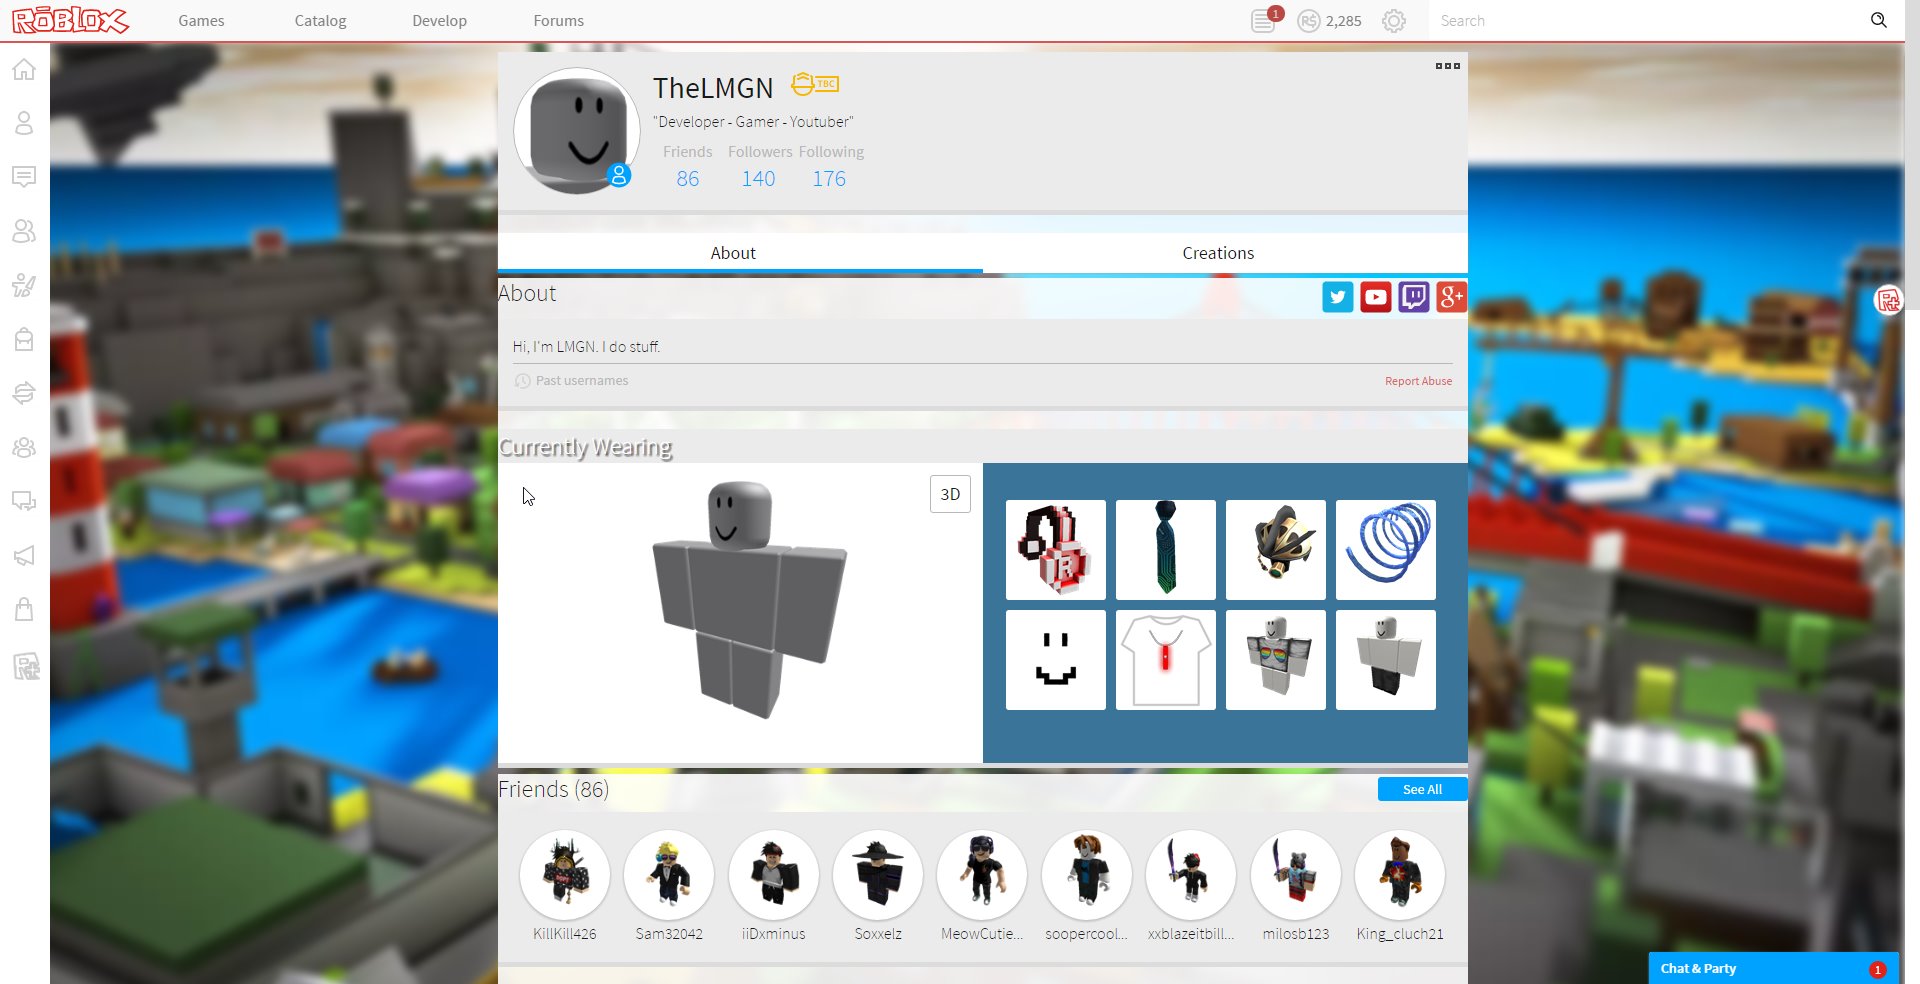 ROBLOX Games Catalog Develop Forums 1 R$ 2,285 Search
TheLMGN TBC
"Developer - Gamer - Youtuber"
Friends Followers Following
86 140 176
About Creations
About
Hi, I'm LMGN. I do stuff.
Past usernames Report Abuse
Currently Wearing
3D
R
Friends (86) See All
KillKill426 Sam32042 iiDxminus Soxxelz MeowCutie... soopercool... xxblazeitbill... milosb123 King_cluch21
Chat & Party 1